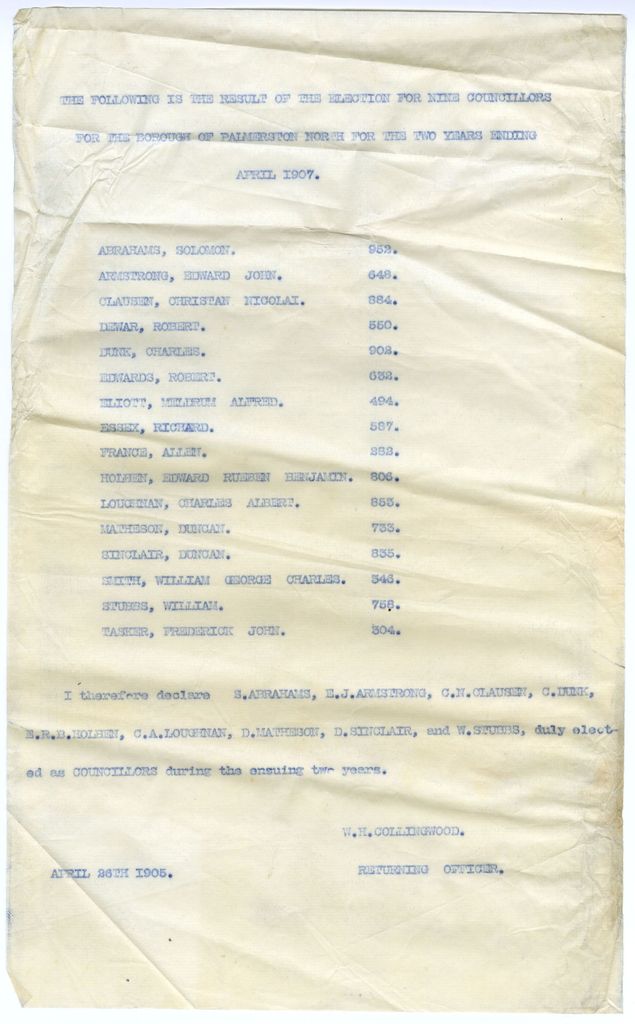 THE FOLLOWING IS THE RESULT OF THE ELECTION FOR NINE COUNCILLORS
FOR THE BOROUGH OF PALMERSTON NORTH FOR THE TWO YEARS ENDING
APRIL 1907.
ABRAHAMS, SOLOMON. 952.
ARMSTRONG, EDWARD JOHN. 648.
CLAUSEN, CHRISTAN NICOLAI. 884.
DEWAR, ROBERT. 550.
DUNK, CHARLES. 902.
EDWARDS, ROBERT. 632.
ELIOTT, MELDRUM ALFRED. 494.
ESSEX, RICHARD. 587.
FRANCE, ALLEN. 282.
HOLBEN, EDWARD RUEBEN BENJAMIN. 806.
LOUGHNAN, CHARLES ALBERT. 853.
MATHESON, DUNCAN. 733.
SINCLAIR, DUNCAN. 835.
SMITH, WILLIAM GEORGE CHARLES. 346.
STUBBS, WILLIAM. 758.
TASKER, FREDERICK JOHN. 304.
I therefore declare S.ABRAHAMS, E.J.ARMSTRONG, C.N.CLAUSEN, C.DUNK,
E.R.B.HOLBEN, C.A.LOUGHNAN, D.MATHESON, D.SINCLAIR, and W.STUBBS, duly elect-
ed as COUNCILLORS during the ensuing two years.
W.H.COLLINGWOOD.
APRIL 26TH 1905. RETURNING OFFICER.